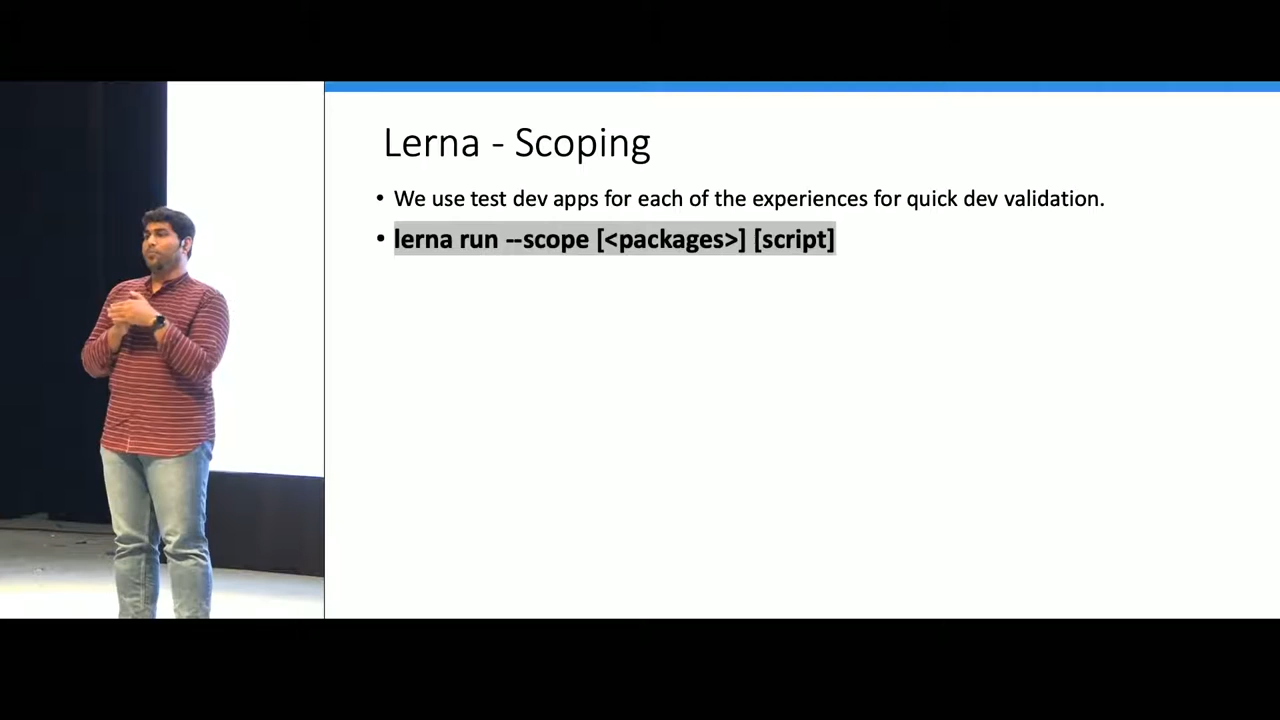 Lerna - Scoping
• We use test dev apps for each of the experiences for quick dev validation.
• lerna run --scope [<packages>] [script]